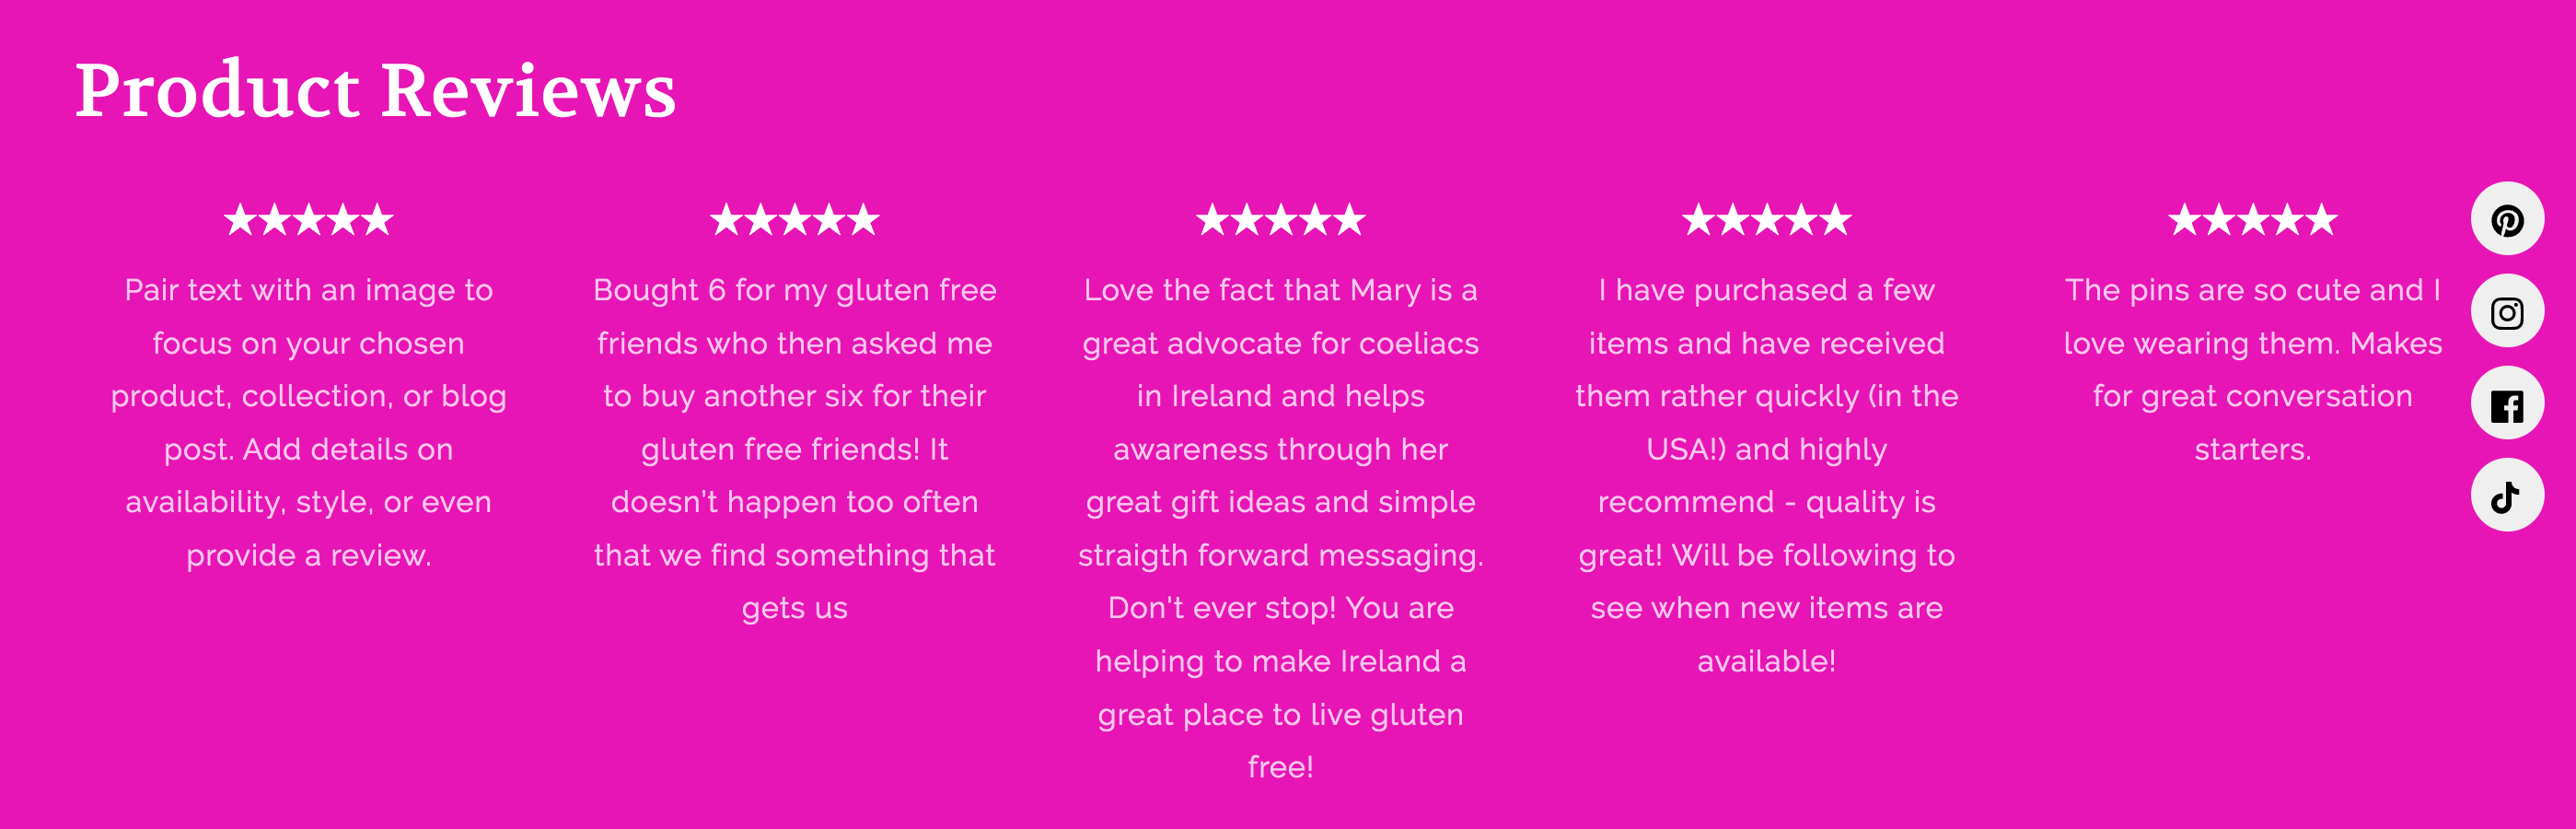 Product Reviews
★★★★★
Pair text with an image to
focus on your chosen
product, collection, or blog
post. Add details on
availability, style, or even
provide a review.
★★★★★
Bought 6 for my gluten free
friends who then asked me
to buy another six for their
gluten free friends! It
doesn’t happen too often
that we find something that
gets us
★★★★★
Love the fact that Mary is a
great advocate for coeliacs
in Ireland and helps
awareness through her
great gift ideas and simple
straigth forward messaging.
Don't ever stop! You are
helping to make Ireland a
great place to live gluten
free!
★★★★★
I have purchased a few
items and have received
them rather quickly (in the
USA!) and highly
recommend - quality is
great! Will be following to
see when new items are
available!
★★★★★
The pins are so cute and I
love wearing them. Makes
for great conversation
starters.